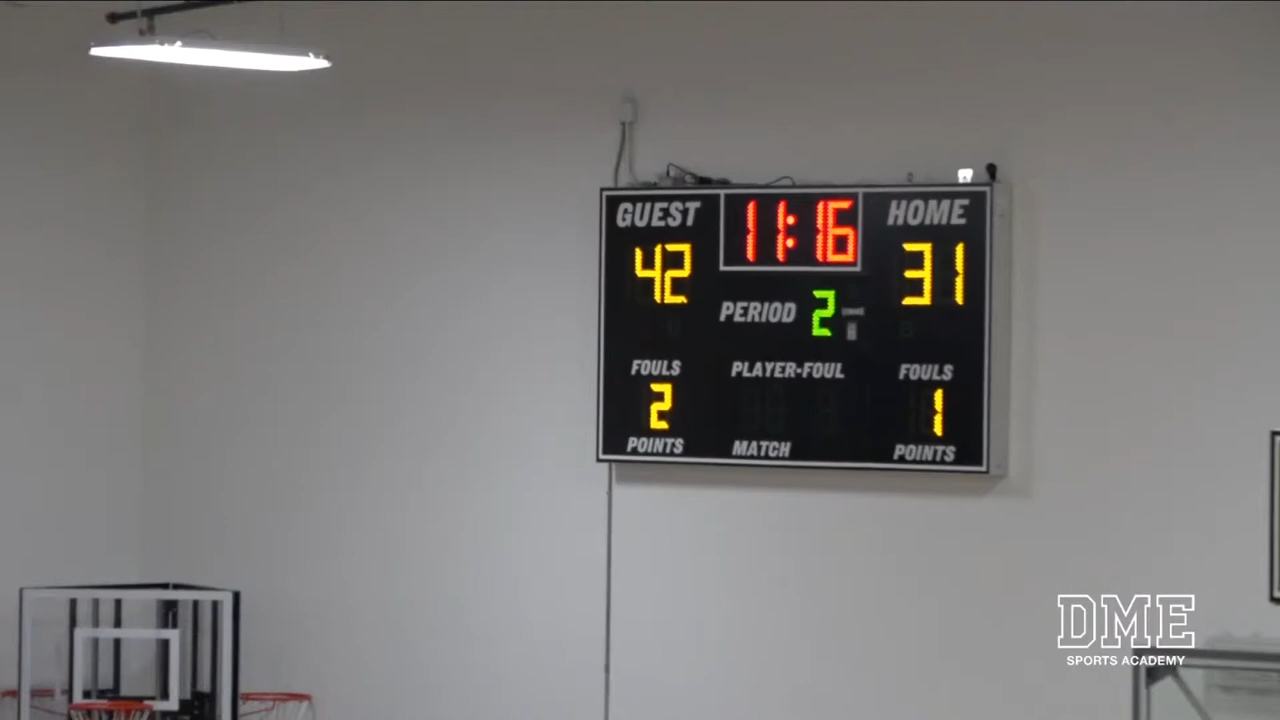 GUEST 11:16 HOME
42 31
PERIOD 2
FOULS PLAYER-FOUL FOULS
2 1
POINTS MATCH POINTS
DME
SPORTS ACADEMY